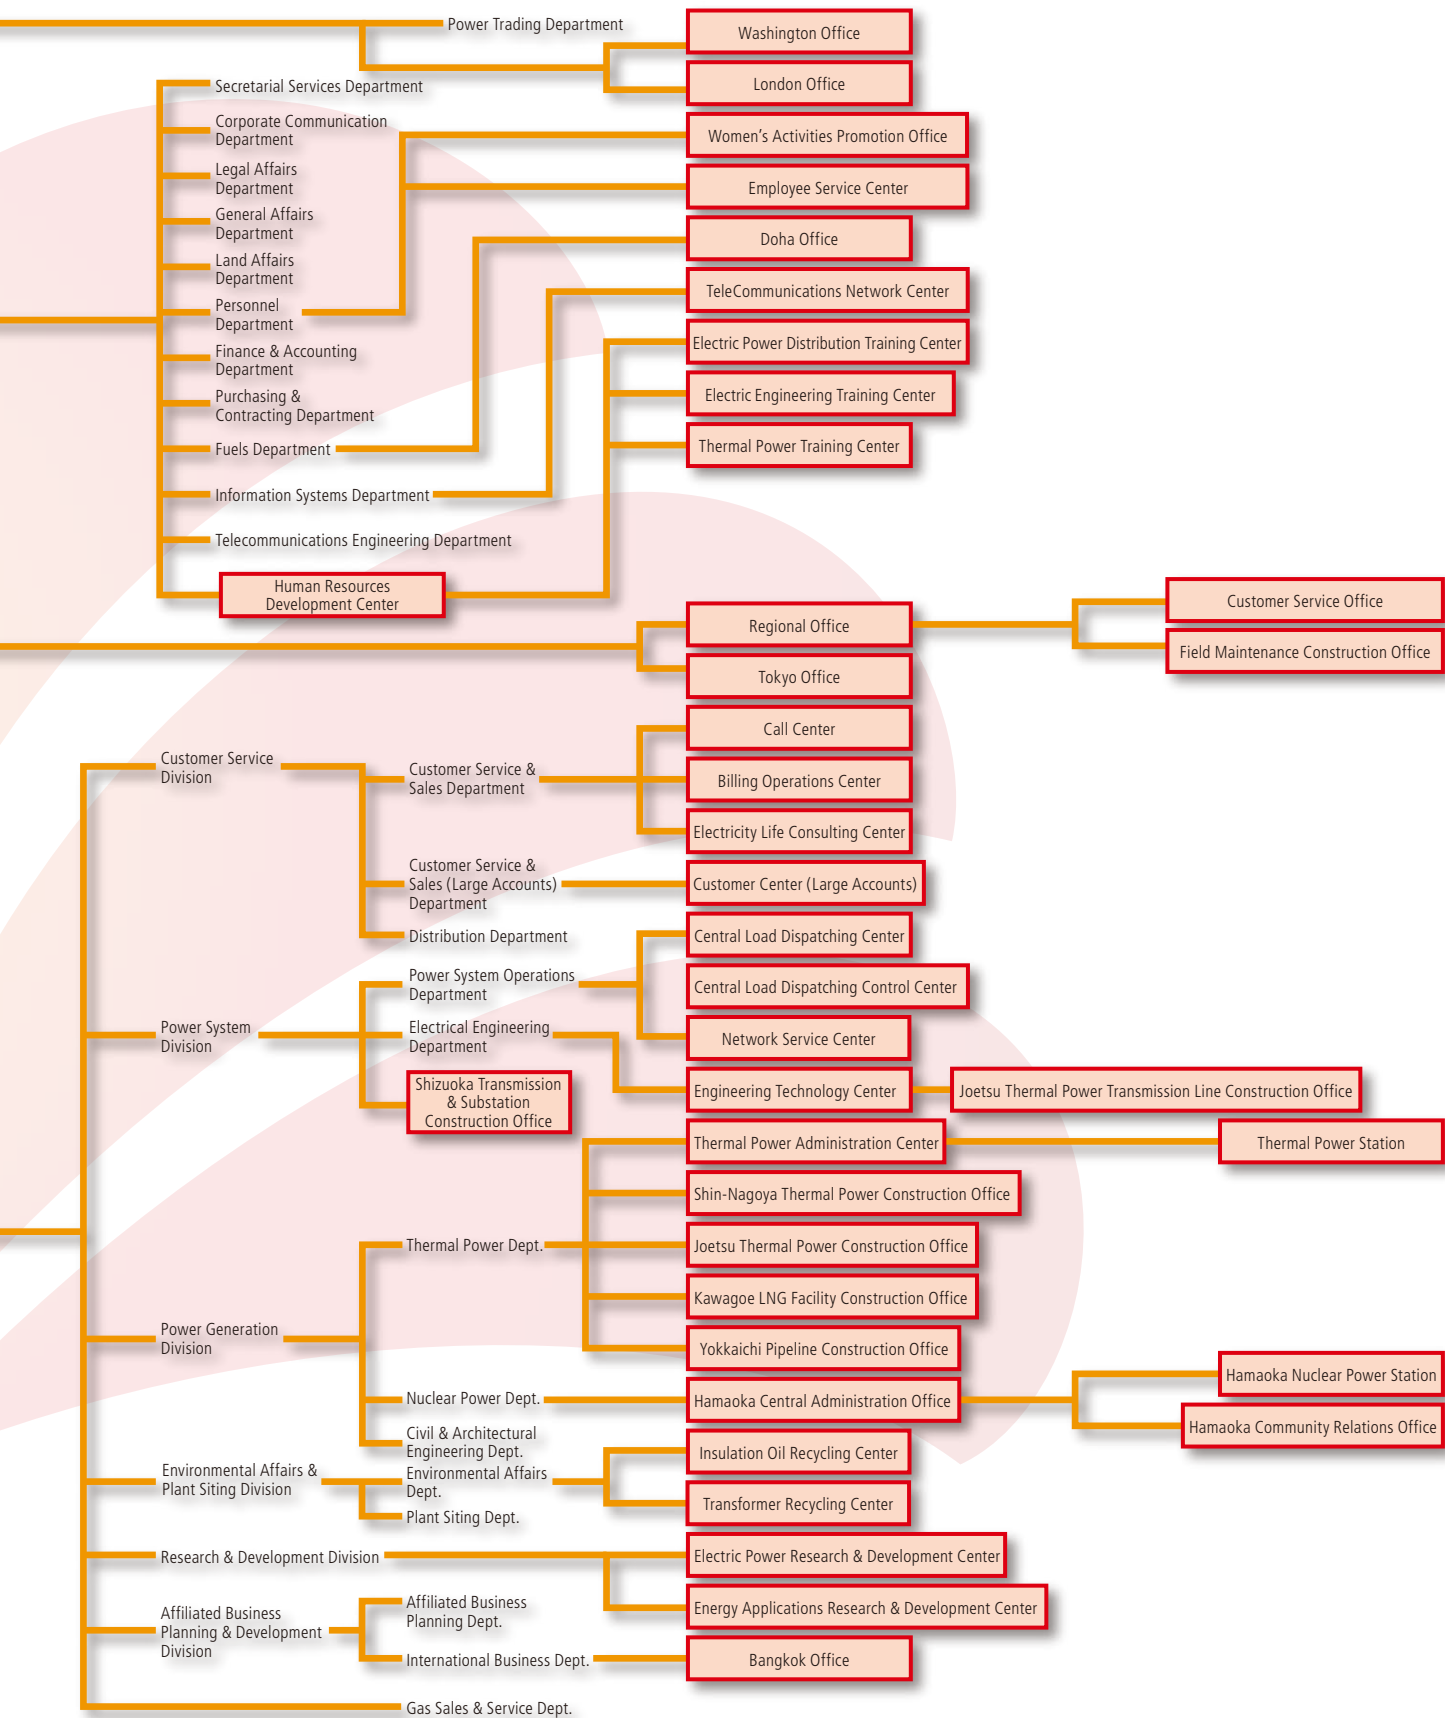 Power Trading Department
Washington Office
London Office
Secretarial Services Department
Corporate Communication
Department
Legal Affairs
Department
General Affairs
Department
Land Affairs
Department
Personnel
Department
Finance & Accounting
Department
Purchasing &
Contracting Department
Fuels Department
Information Systems Department
Telecommunications Engineering Department
Human Resources
Development Center
Women's Activities Promotion Office
Employee Service Center
Doha Office
TeleCommunications Network Center
Electric Power Distribution Training Center
Electric Engineering Training Center
Thermal Power Training Center
Regional Office
Tokyo Office
Customer Service Office
Field Maintenance Construction Office
Customer Service
Division
Customer Service &
Sales Department
Call Center
Billing Operations Center
Electricity Life Consulting Center
Customer Service &
Sales (Large Accounts)
Department
Customer Center (Large Accounts)
Distribution Department
Power System
Division
Power System Operations
Department
Central Load Dispatching Center
Central Load Dispatching Control Center
Network Service Center
Electrical Engineering
Department
Engineering Technology Center
Joetsu Thermal Power Transmission Line Construction Office
Shizuoka Transmission
& Substation
Construction Office
Power Generation
Division
Thermal Power Dept.
Thermal Power Administration Center
Thermal Power Station
Shin-Nagoya Thermal Power Construction Office
Joetsu Thermal Power Construction Office
Kawagoe LNG Facility Construction Office
Yokkaichi Pipeline Construction Office
Nuclear Power Dept.
Hamaoka Central Administration Office
Hamaoka Nuclear Power Station
Hamaoka Community Relations Office
Civil & Architectural
Engineering Dept.
Environmental Affairs &
Plant Siting Division
Environmental Affairs
Dept.
Insulation Oil Recycling Center
Transformer Recycling Center
Plant Siting Dept.
Research & Development Division
Electric Power Research & Development Center
Energy Applications Research & Development Center
Affiliated Business
Planning & Development
Division
Affiliated Business
Planning Dept.
International Business Dept.
Bangkok Office
Gas Sales & Service Dept.